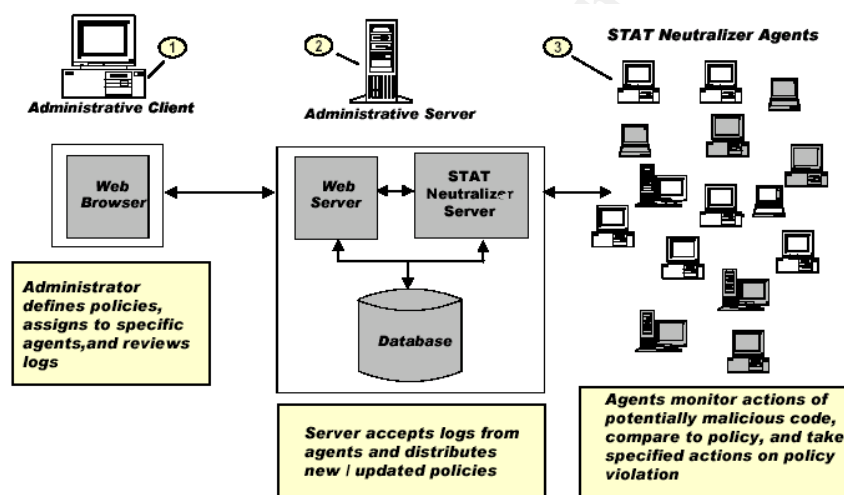 1
2
3
STAT Neutralizer Agents
Administrative Client
Administrative Server
Web
Browser
Web
Server
STAT
Neutralizer
Server
Database
Administrator
defines policies,
assigns to specific
agents,and reviews
logs
Server accepts logs from
agents and distributes
new / updated policies
Agents monitor actions of
potentially malicious code,
compare to policy, and take
specified actions on policy
violation